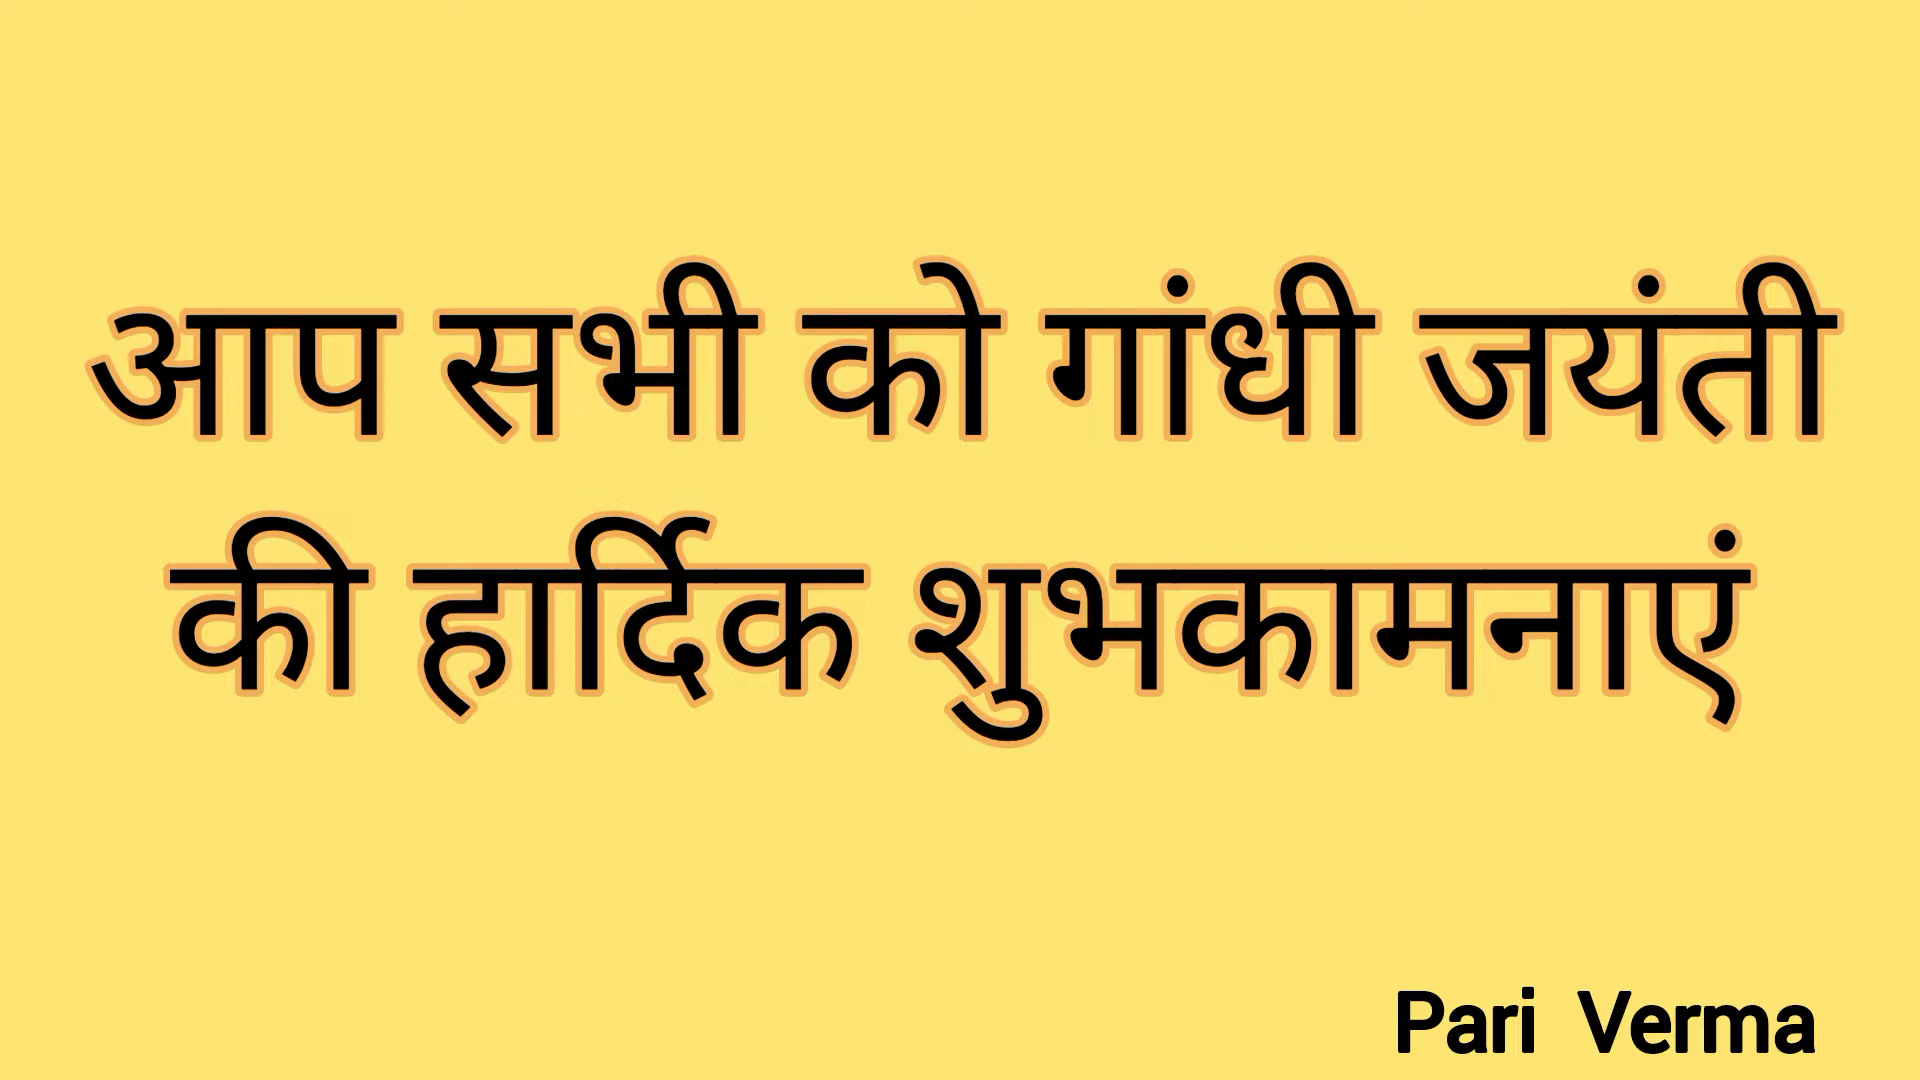 आप सभी को गांधी जयंती
की हार्दिक शुभकामनाएं
Pari Verma